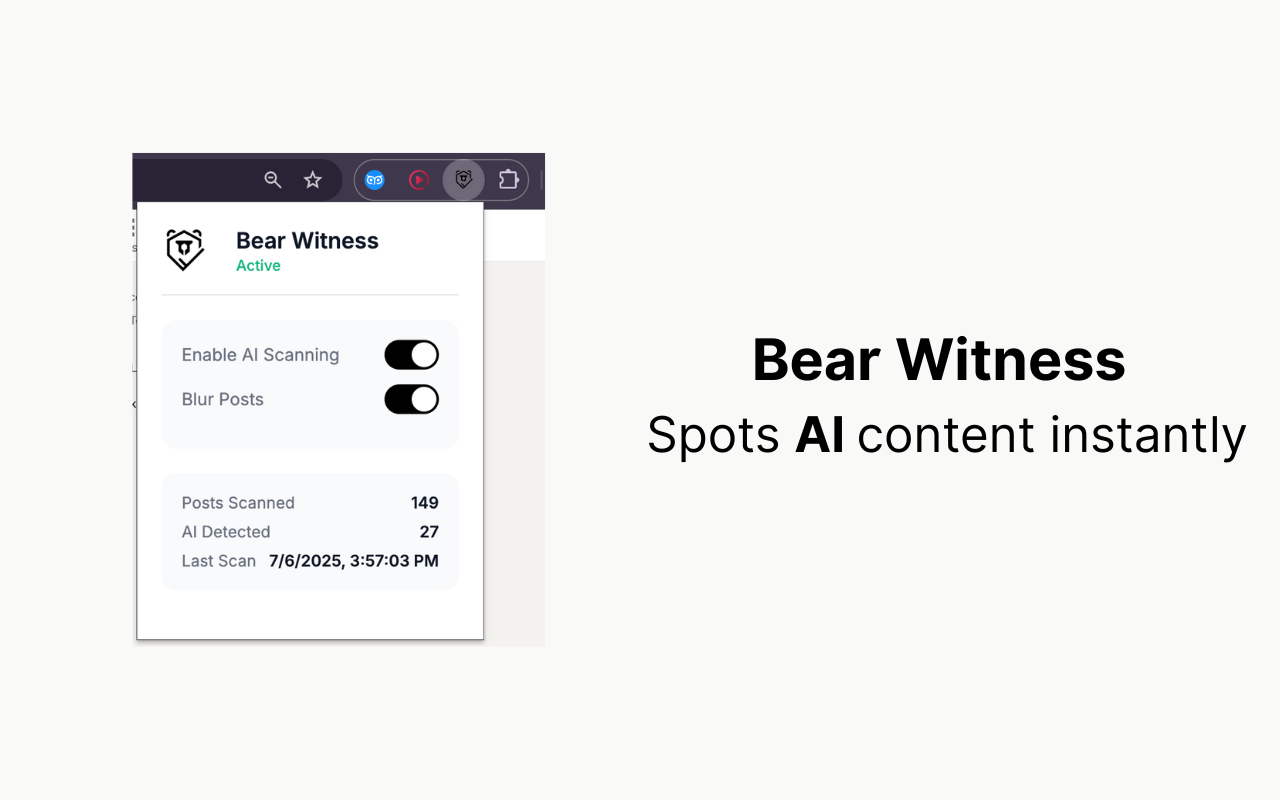 Bear Witness
Active
Enable AI Scanning
Blur Posts
Posts Scanned 149
AI Detected 27
Last Scan 7/6/2025, 3:57:03 PM
Bear Witness
Spots AI content instantly